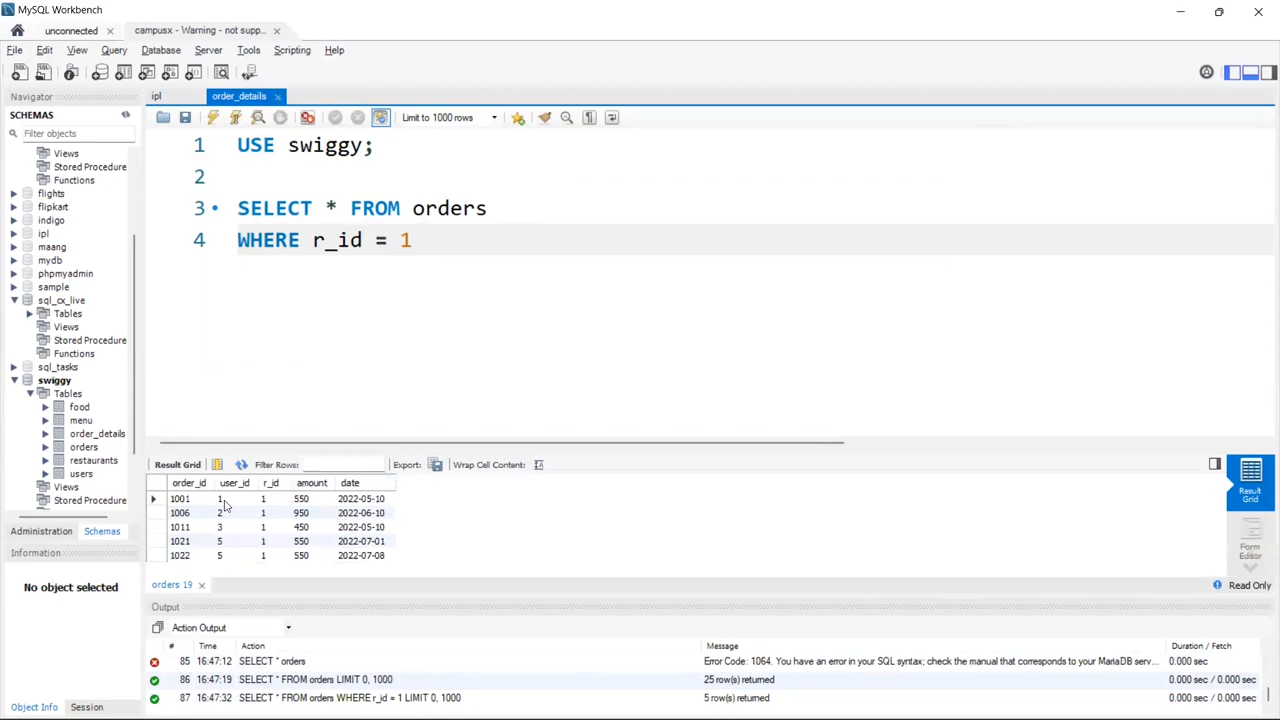 MySQL Workbench
unconnected
campusx - Warning - not supp...
File Edit View Query Database Server Tools Scripting Help
Navigator
SCHEMAS
Filter objects
Views
Stored Procedure
Functions
flights
flipkart
indigo
ipl
maang
mydb
phpmyadmin
sample
sql_cx_live
Tables
Views
Stored Procedure
Functions
sql_tasks
swiggy
Tables
food
menu
order_details
orders
restaurants
users
Views
Stored Procedure
Administration Schemas
Information
No object selected
Object Info Session
ipl order_details
Limit to 1000 rows
1 USE swiggy;
2
3 SELECT * FROM orders
4 WHERE r_id = 1
Result Grid Filter Rows: Export: Wrap Cell Content:
order_id user_id r_id amount date
1001 1 1 550 2022-05-10
1006 2 1 950 2022-06-10
1011 3 1 450 2022-05-10
1021 5 1 550 2022-07-01
1022 5 1 550 2022-07-08
Result
Grid
Form
Editor
orders 19
Read Only
Output
Action Output
# Time Action Message Duration / Fetch
85 16:47:12 SELECT * orders Error Code: 1064. You have an error in your SQL syntax; check the manual that corresponds to your MariaDB serv... 0.000 sec
86 16:47:19 SELECT * FROM orders LIMIT 0, 1000 25 row(s) returned 0.000 sec / 0.000 sec
87 16:47:32 SELECT * FROM orders WHERE r_id = 1 LIMIT 0, 1000 5 row(s) returned 0.000 sec / 0.000 sec